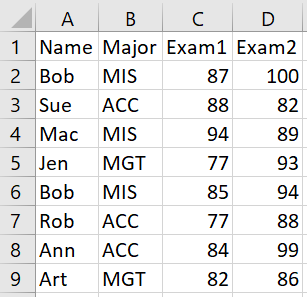 A B C D
1 Name Major Exam1 Exam2
2 Bob MIS 87 100
3 Sue ACC 88 82
4 Mac MIS 94 89
5 Jen MGT 77 93
6 Bob MIS 85 94
7 Rob ACC 77 88
8 Ann ACC 84 99
9 Art MGT 82 86